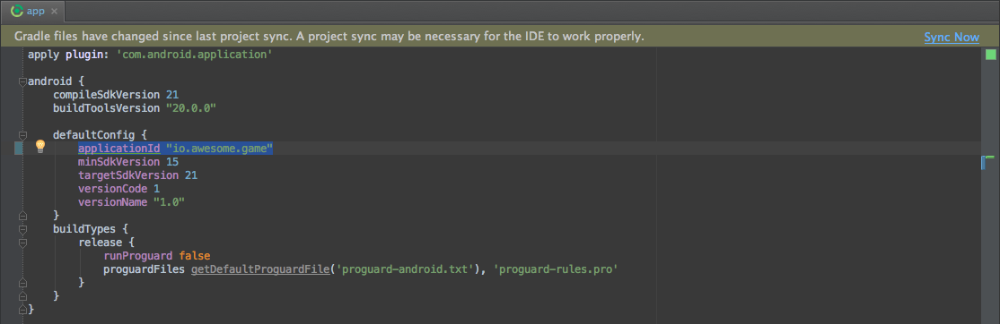 app
Gradle files have changed since last project sync. A project sync may be necessary for the IDE to work properly.
Sync Now
apply plugin: 'com.android.application'
android {
compileSdkVersion 21
buildToolsVersion "20.0.0"
defaultConfig {
applicationId "io.awesome.game"
minSdkVersion 15
targetSdkVersion 21
versionCode 1
versionName "1.0"
}
buildTypes {
release {
runProguard false
proguardFiles getDefaultProguardFile('proguard-android.txt'), 'proguard-rules.pro'
}
}
}